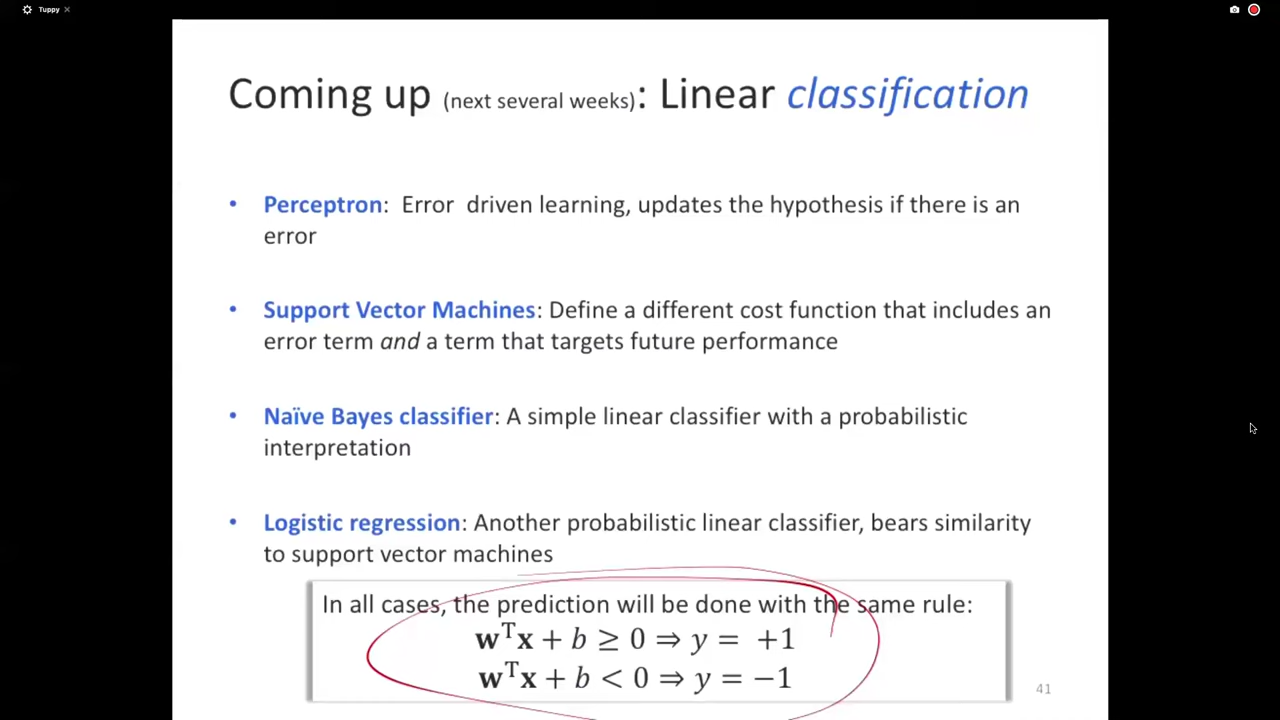 Tuppy ×
Coming up (next several weeks): Linear classification
• Perceptron: Error driven learning, updates the hypothesis if there is an
error
• Support Vector Machines: Define a different cost function that includes an
error term and a term that targets future performance
• Naïve Bayes classifier: A simple linear classifier with a probabilistic
interpretation
• Logistic regression: Another probabilistic linear classifier, bears similarity
to support vector machines
In all cases, the prediction will be done with the same rule:
𝐰ᵀ𝐱 + b ≥ 0 ⇒ y = +1
𝐰ᵀ𝐱 + b < 0 ⇒ y = −1
41